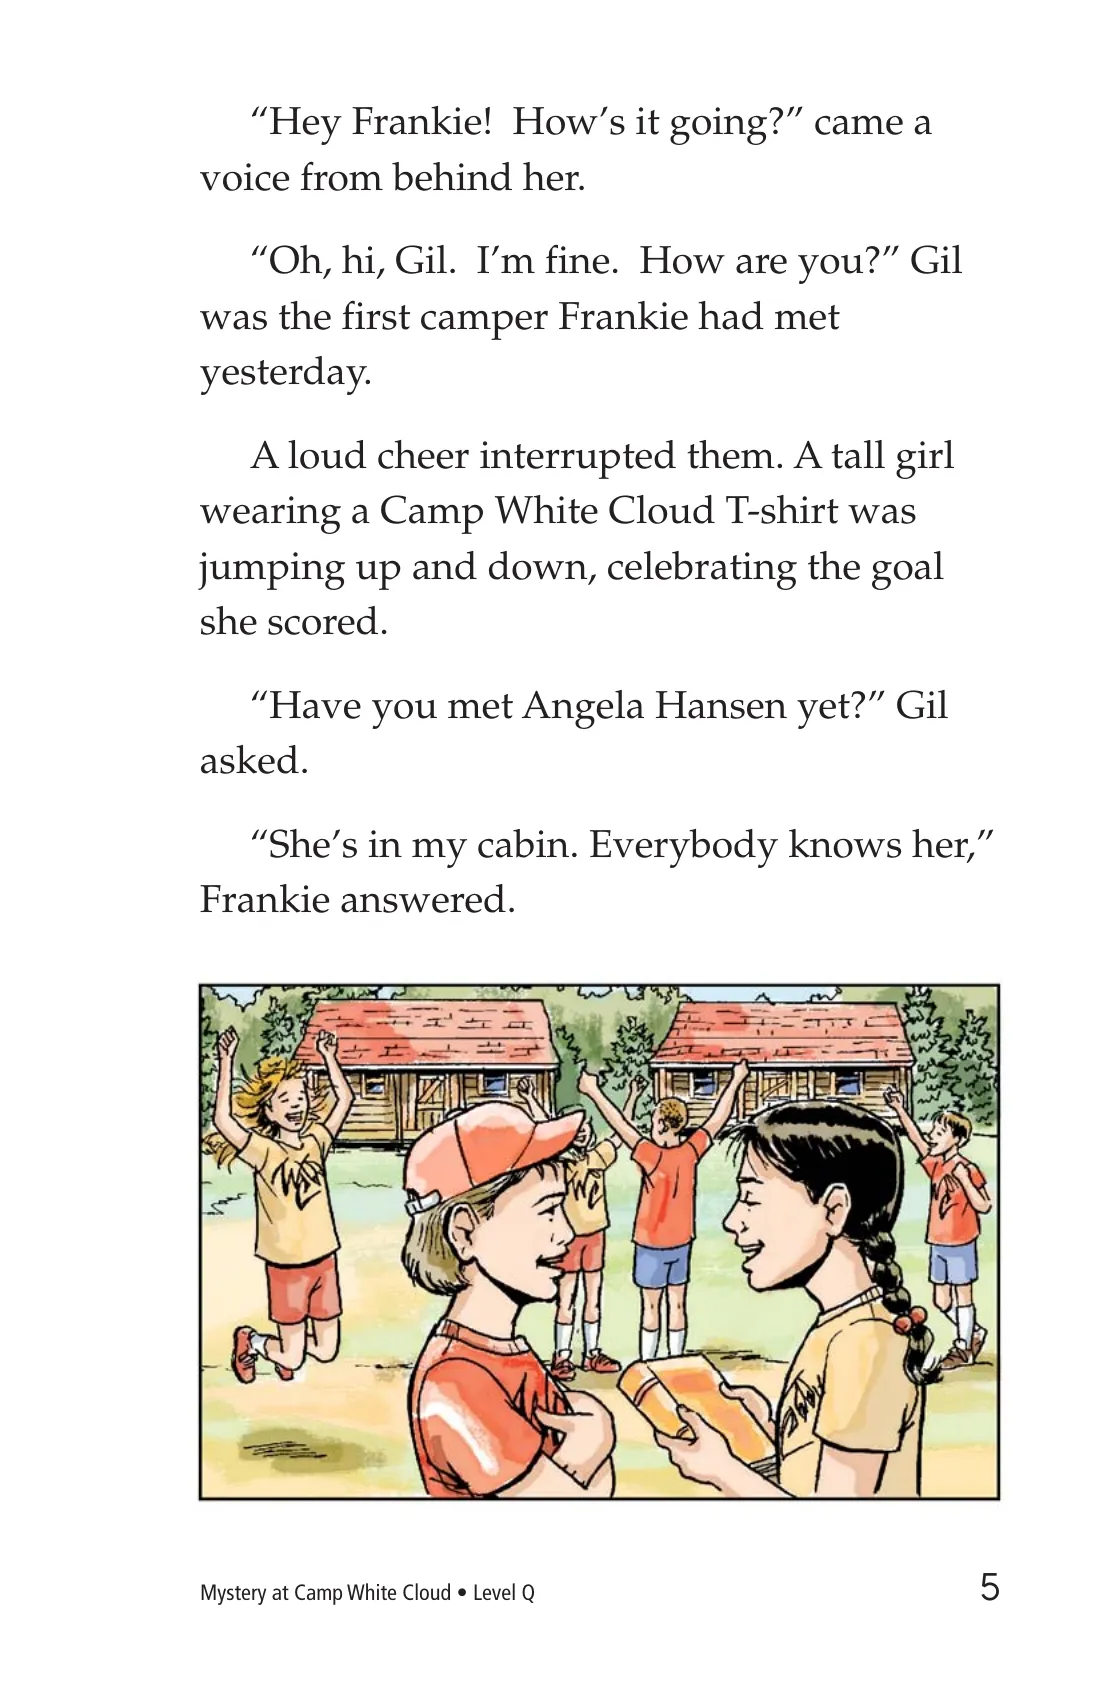 “Hey Frankie!  How’s it going?” came a
voice from behind her.
“Oh, hi, Gil.  I’m fine.  How are you?” Gil
was the first camper Frankie had met
yesterday.
A loud cheer interrupted them. A tall girl
wearing a Camp White Cloud T-shirt was
jumping up and down, celebrating the goal
she scored.
“Have you met Angela Hansen yet?” Gil
asked.
“She’s in my cabin. Everybody knows her,”
Frankie answered.
Mystery at Camp White Cloud • Level Q
5